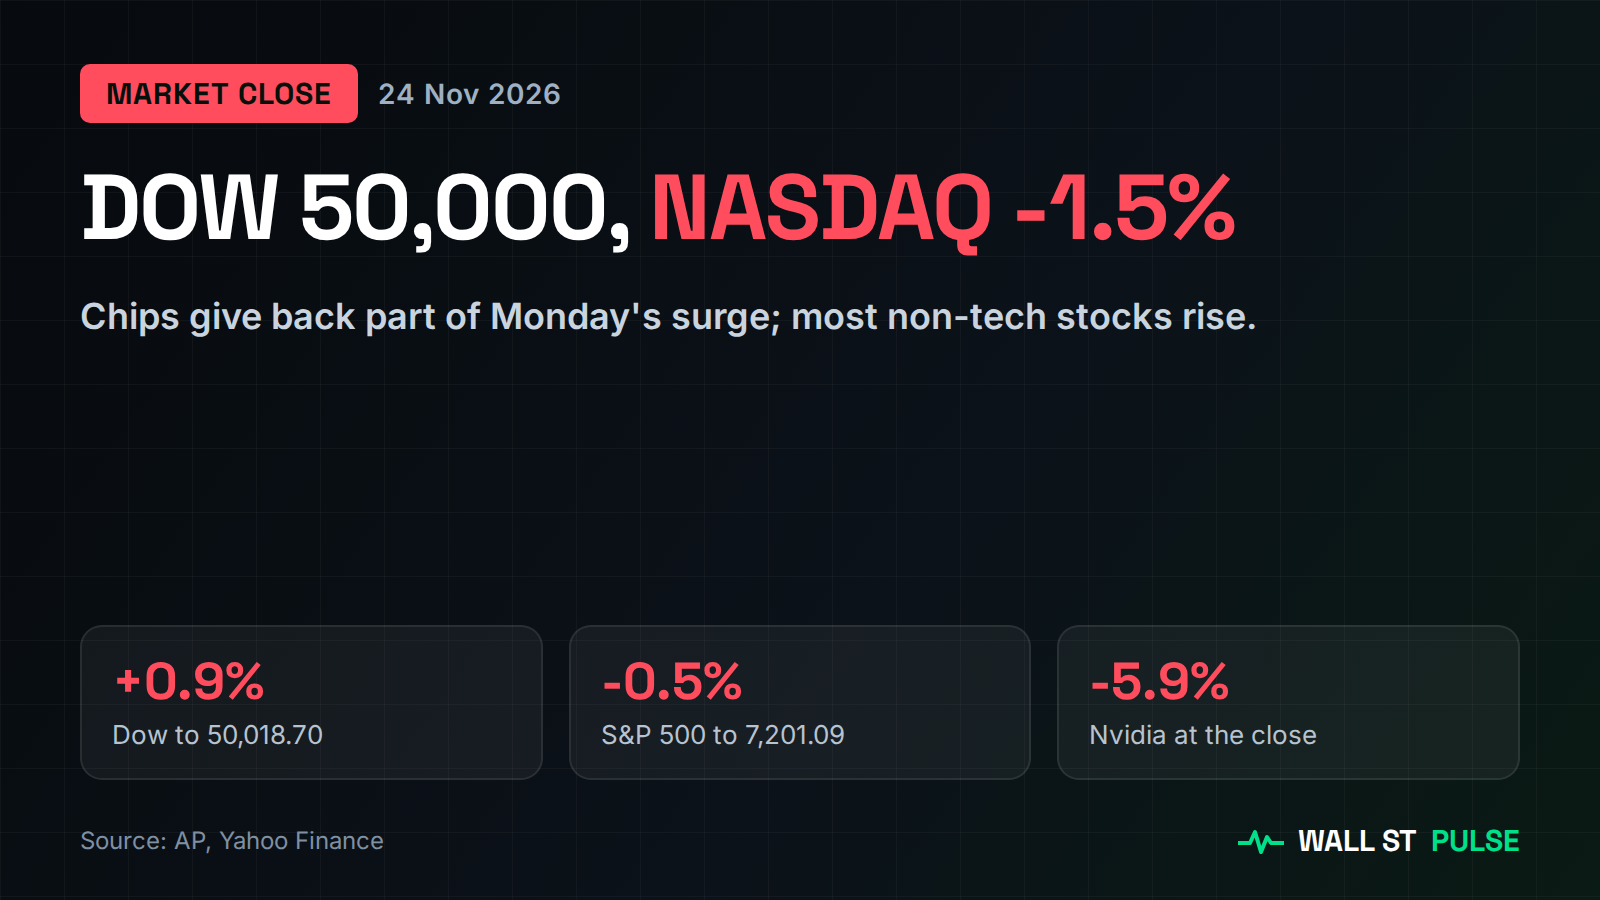 MARKET CLOSE 24 Nov 2026
DOW 50,000, NASDAQ -1.5%
Chips give back part of Monday's surge; most non-tech stocks rise.
+0.9%
Dow to 50,018.70
-0.5%
S&P 500 to 7,201.09
-5.9%
Nvidia at the close
Source: AP, Yahoo Finance
WALL ST PULSE